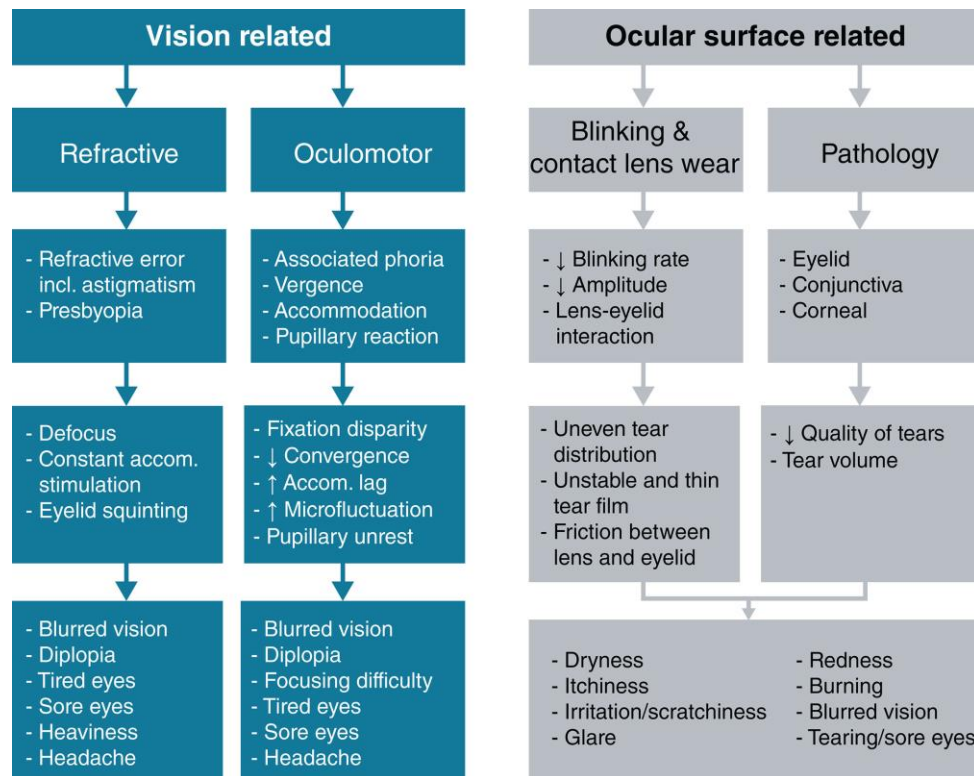 Vision related
Refractive
- Refractive error
incl. astigmatism
- Presbyopia
- Defocus
- Constant accom.
stimulation
- Eyelid squinting
- Blurred vision
- Diplopia
- Tired eyes
- Sore eyes
- Heaviness
- Headache
Oculomotor
- Associated phoria
- Vergence
- Accommodation
- Pupillary reaction
- Fixation disparity
- ↓ Convergence
- ↑ Accom. lag
- ↑ Microfluctuation
- Pupillary unrest
- Blurred vision
- Diplopia
- Focusing difficulty
- Tired eyes
- Sore eyes
- Headache
Ocular surface related
Blinking &
contact lens wear
- ↓ Blinking rate
- ↓ Amplitude
- Lens-eyelid
interaction
- Uneven tear
distribution
- Unstable and thin
tear film
- Friction between
lens and eyelid
Pathology
- Eyelid
- Conjunctiva
- Corneal
- ↓ Quality of tears
- Tear volume
- Dryness
- Itchiness
- Irritation/scratchiness
- Glare
- Redness
- Burning
- Blurred vision
- Tearing/sore eyes